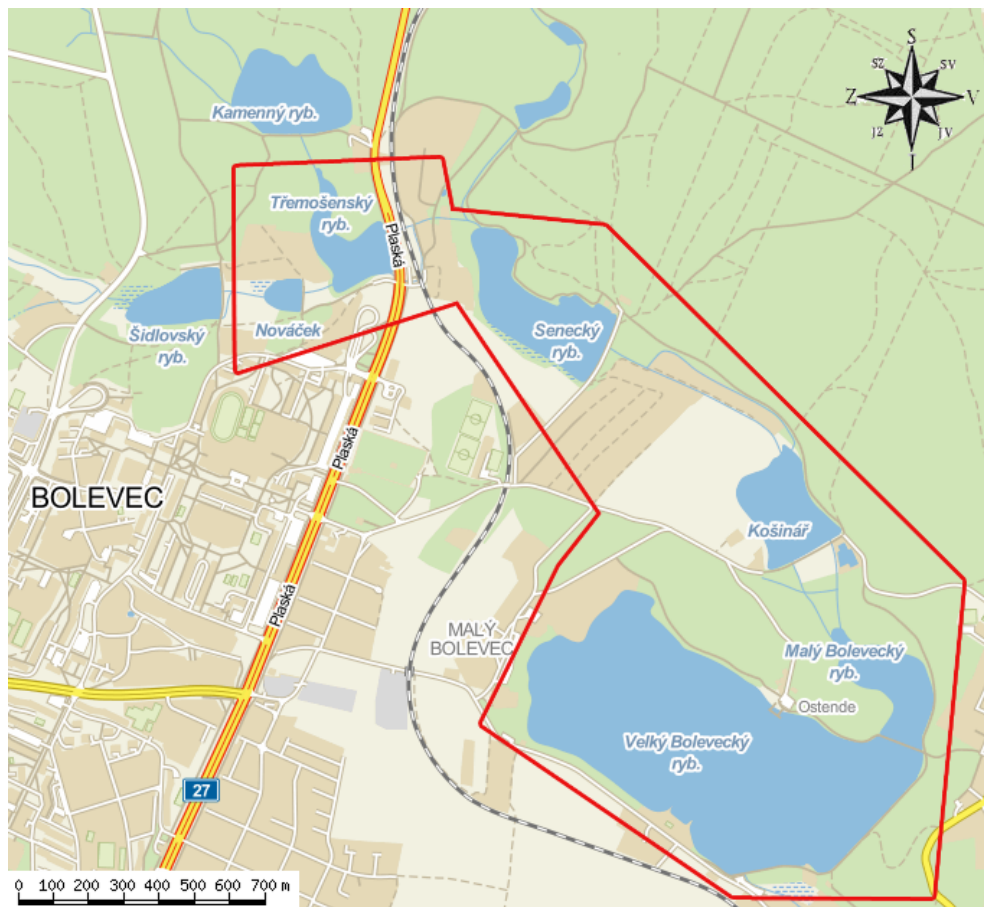 S
SZ
SV
Z
V
JZ
JV
J
Kamenný ryb.
Třemošenský
ryb.
Plaská
Šidlovský
ryb.
Nováček
Senecký
ryb.
Plaská
BOLEVEC
Košinář
Plaská
MALÝ
BOLEVEC
Malý Bolevecký
ryb.
Ostende
Velký Bolevecký
ryb.
27
0 100 200 300 400 500 600 700 m